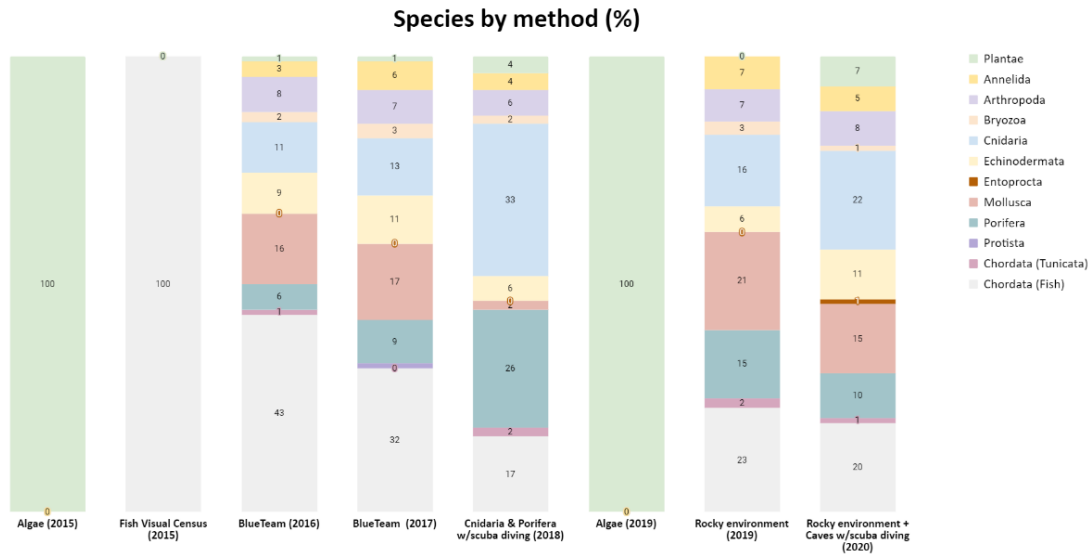 Species by method (%)
100
0
Algae (2015)
0
100
Fish Visual Census
(2015)
1
3
8
2
11
9
0
16
6
1
43
BlueTeam (2016)
1
6
7
3
13
11
0
17
9
0
32
BlueTeam (2017)
4
4
6
2
33
6
0
2
26
2
17
Cnidaria & Porifera
w/scuba diving (2018)
100
0
Algae (2019)
0
7
7
3
16
6
0
21
15
2
23
Rocky environment
(2019)
7
5
8
1
22
11
1
15
10
1
20
Rocky environment +
Caves w/scuba diving
(2020)
Plantae
Annelida
Arthropoda
Bryozoa
Cnidaria
Echinodermata
Entoprocta
Mollusca
Porifera
Protista
Chordata (Tunicata)
Chordata (Fish)